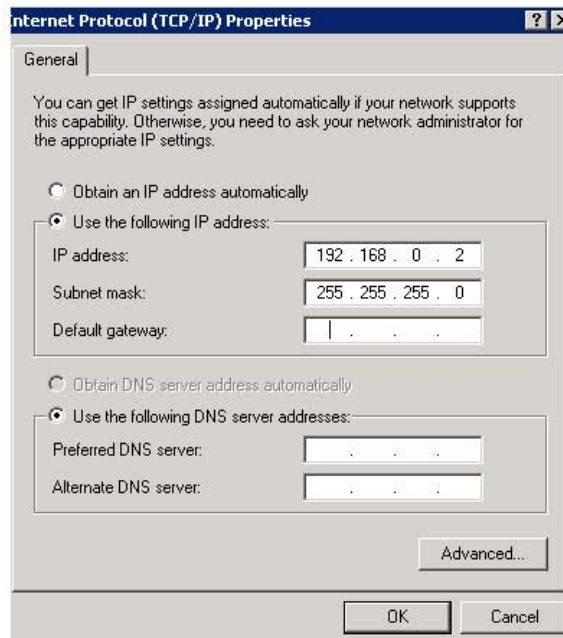 Internet Protocol (TCP/IP) Properties
General
You can get IP settings assigned automatically if your network supports
this capability. Otherwise, you need to ask your network administrator for
the appropriate IP settings.
Obtain an IP address automatically
Use the following IP address:
IP address: 192 . 168 . 0 . 2
Subnet mask: 255 . 255 . 255 . 0
Default gateway: . . .
Obtain DNS server address automatically
Use the following DNS server addresses:
Preferred DNS server: . . .
Alternate DNS server: . . .
Advanced...
OK Cancel